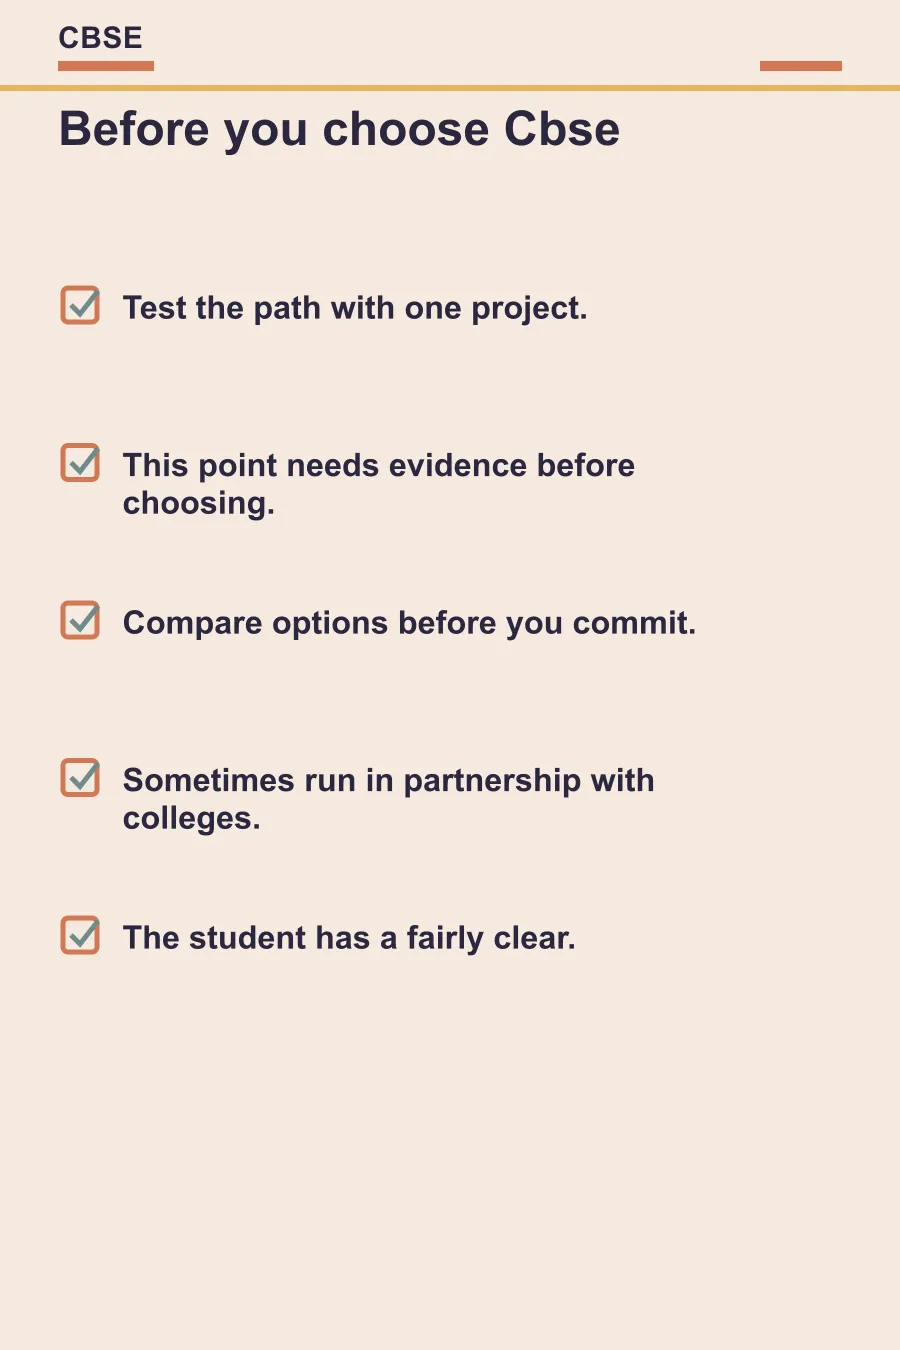 CBSE
Before you choose Cbse
Test the path with one project.
This point needs evidence before
choosing.
Compare options before you commit.
Sometimes run in partnership with
colleges.
The student has a fairly clear.